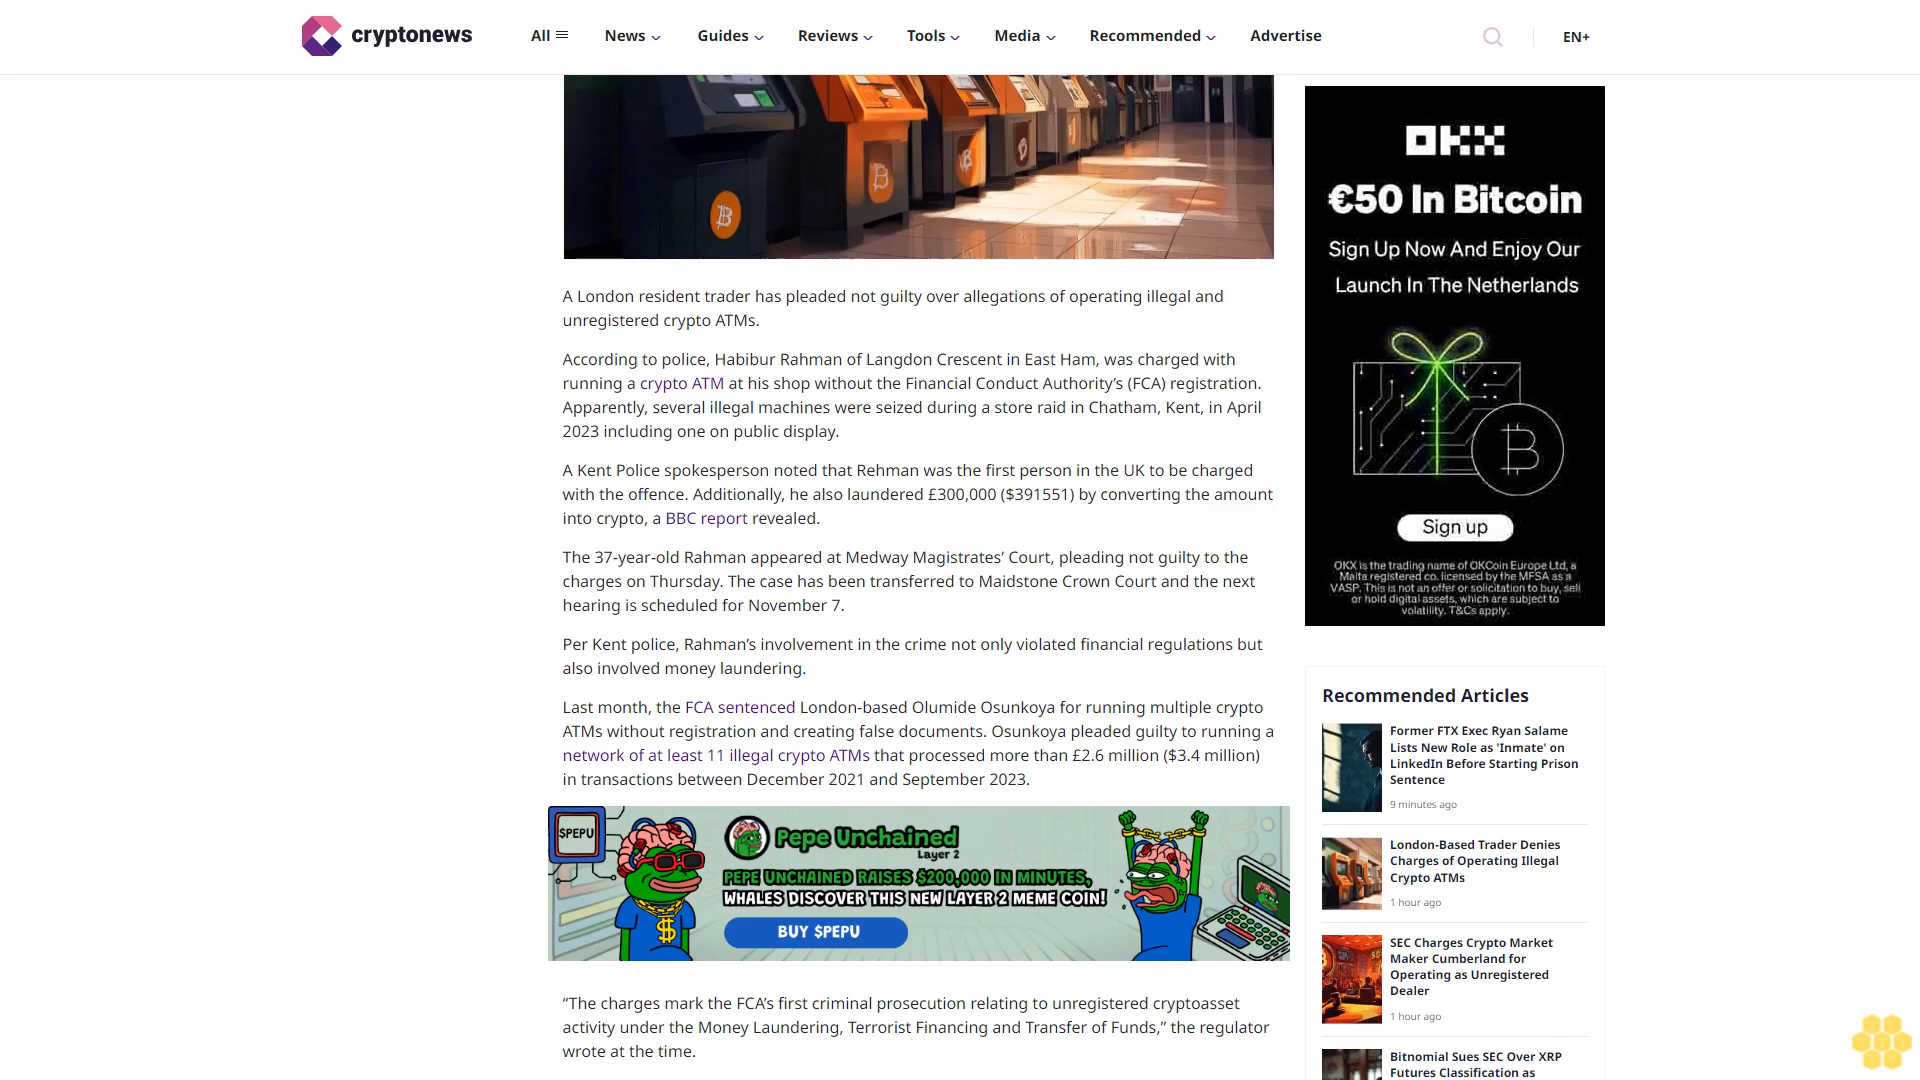 cryptonews
All
News
Guides
Reviews
Tools
Media
Recommended
Advertise
EN+
A London resident trader has pleaded not guilty over allegations of operating illegal and
unregistered crypto ATMs.
According to police, Habibur Rahman of Langdon Crescent in East Ham, was charged with
running a crypto ATM at his shop without the Financial Conduct Authority’s (FCA) registration.
Apparently, several illegal machines were seized during a store raid in Chatham, Kent, in April
2023 including one on public display.
A Kent Police spokesperson noted that Rehman was the first person in the UK to be charged
with the offence. Additionally, he also laundered £300,000 ($391551) by converting the amount
into crypto, a BBC report revealed.
The 37-year-old Rahman appeared at Medway Magistrates’ Court, pleading not guilty to the
charges on Thursday. The case has been transferred to Maidstone Crown Court and the next
hearing is scheduled for November 7.
Per Kent police, Rahman’s involvement in the crime not only violated financial regulations but
also involved money laundering.
Last month, the FCA sentenced London-based Olumide Osunkoya for running multiple crypto
ATMs without registration and creating false documents. Osunkoya pleaded guilty to running a
network of at least 11 illegal crypto ATMs that processed more than £2.6 million ($3.4 million)
in transactions between December 2021 and September 2023.
$PEPU
Pepe Unchained
Layer 2
PEPE UNCHAINED RAISES $200,000 IN MINUTES,
WHALES DISCOVER THIS NEW LAYER 2 MEME COIN!
BUY $PEPU
“The charges mark the FCA’s first criminal prosecution relating to unregistered cryptoasset
activity under the Money Laundering, Terrorist Financing and Transfer of Funds,” the regulator
wrote at the time.
OKX
€50 In Bitcoin
Sign Up Now And Enjoy Our
Launch In The Netherlands
Sign up
OKX is the trading name of OKCoin Europe Ltd, a
Malta registered co. licensed by the MFSA as a
VASP. This is not an offer or solicitation to buy, sell
or hold digital assets, which are subject to
volatility. T&Cs apply.
Recommended Articles
Former FTX Exec Ryan Salame
Lists New Role as 'Inmate' on
LinkedIn Before Starting Prison
Sentence
9 minutes ago
London-Based Trader Denies
Charges of Operating Illegal
Crypto ATMs
1 hour ago
SEC Charges Crypto Market
Maker Cumberland for
Operating as Unregistered
Dealer
1 hour ago
Bitnomial Sues SEC Over XRP
Futures Classification as